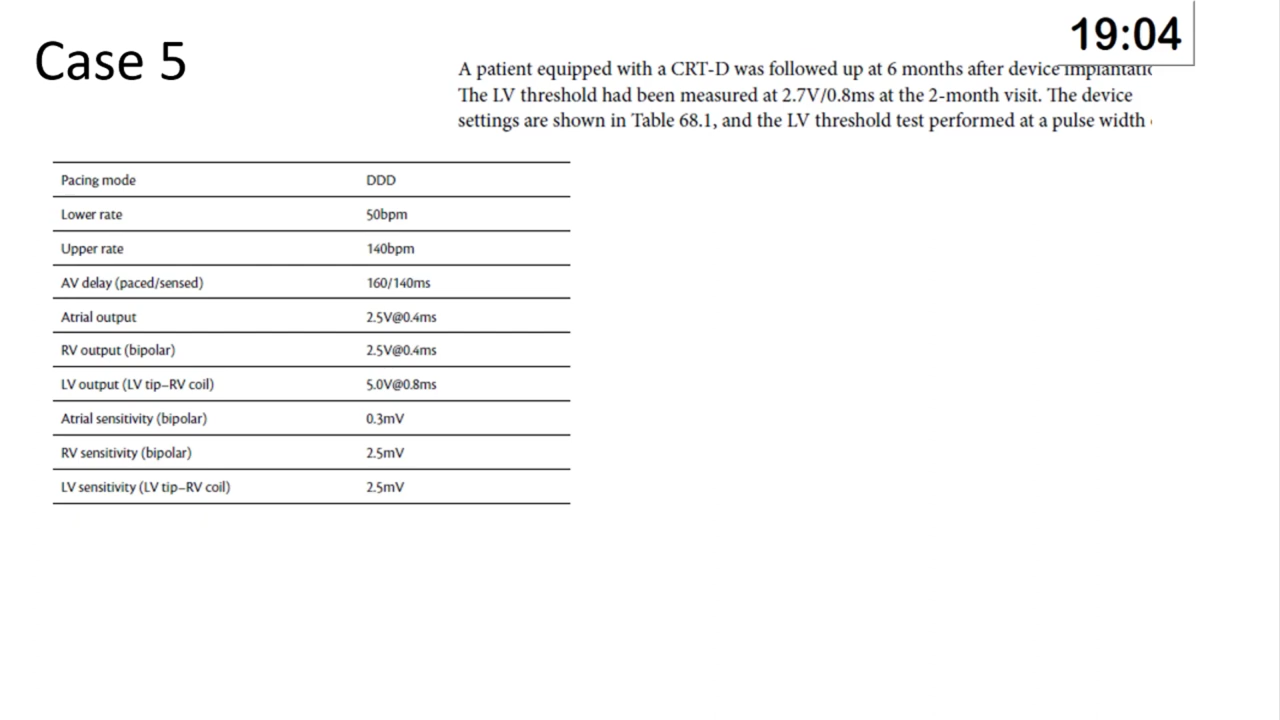 19:04
Case 5
A patient equipped with a CRT-D was followed up at 6 months after device
The LV threshold had been measured at 2.7V/0.8ms at the 2-month visit. The device
settings are shown in Table 68.1, and the LV threshold test performed at a pulse width
Pacing mode DDD
Lower rate 50bpm
Upper rate 140bpm
AV delay (paced/sensed) 160/140ms
Atrial output 2.5V@0.4ms
RV output (bipolar) 2.5V@0.4ms
LV output (LV tip–RV coil) 5.0V@0.8ms
Atrial sensitivity (bipolar) 0.3mV
RV sensitivity (bipolar) 2.5mV
LV sensitivity (LV tip–RV coil) 2.5mV